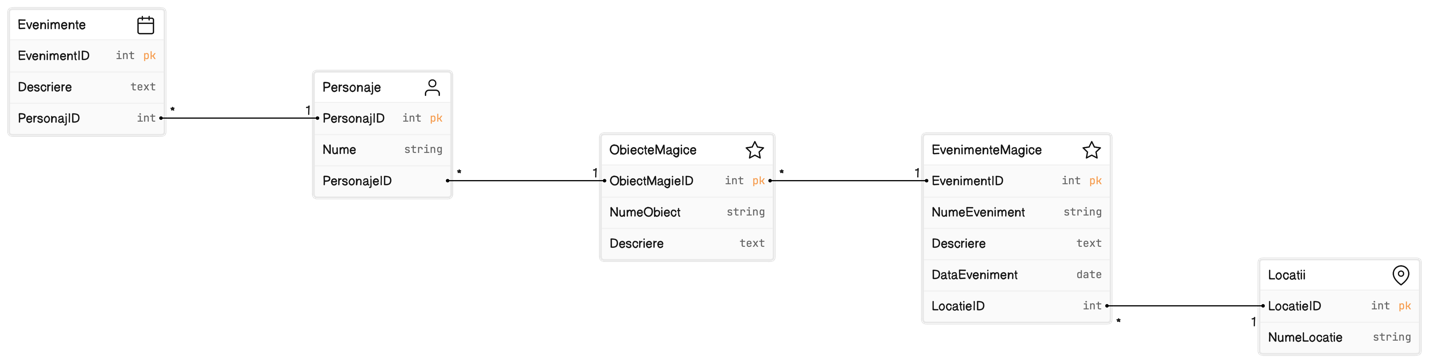 Evenimente
EvenimentID int pk
Descriere text
PersonajID int
* 1
Personaje
PersonajID int pk
Nume string
PersonajeID
* 1
ObiecteMagice
ObiectMagieID int pk
NumeObiect string
Descriere text
* 1
EvenimenteMagice
EvenimentID int pk
NumeEveniment string
Descriere text
DataEveniment date
LocatieID int
* 1
Locatii
LocatieID int pk
NumeLocatie string